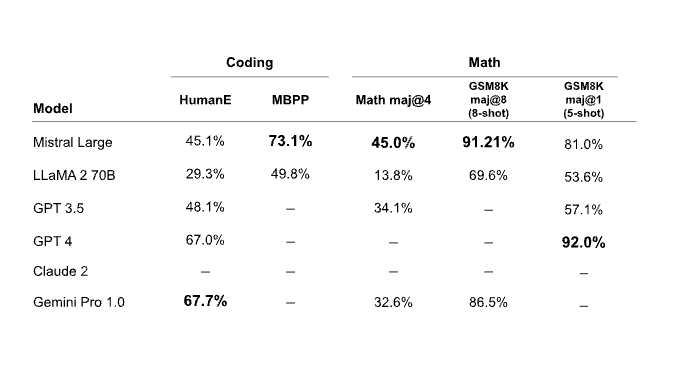 Coding Math
Model HumanE MBPP Math maj@4 GSM8K maj@8 (8-shot) GSM8K maj@1 (5-shot)
Mistral Large 45.1% 73.1% 45.0% 91.21% 81.0%
LLaMA 2 70B 29.3% 49.8% 13.8% 69.6% 53.6%
GPT 3.5 48.1% – 34.1% – 57.1%
GPT 4 67.0% – – – 92.0%
Claude 2 – – – – –
Gemini Pro 1.0 67.7% – 32.6% 86.5% –